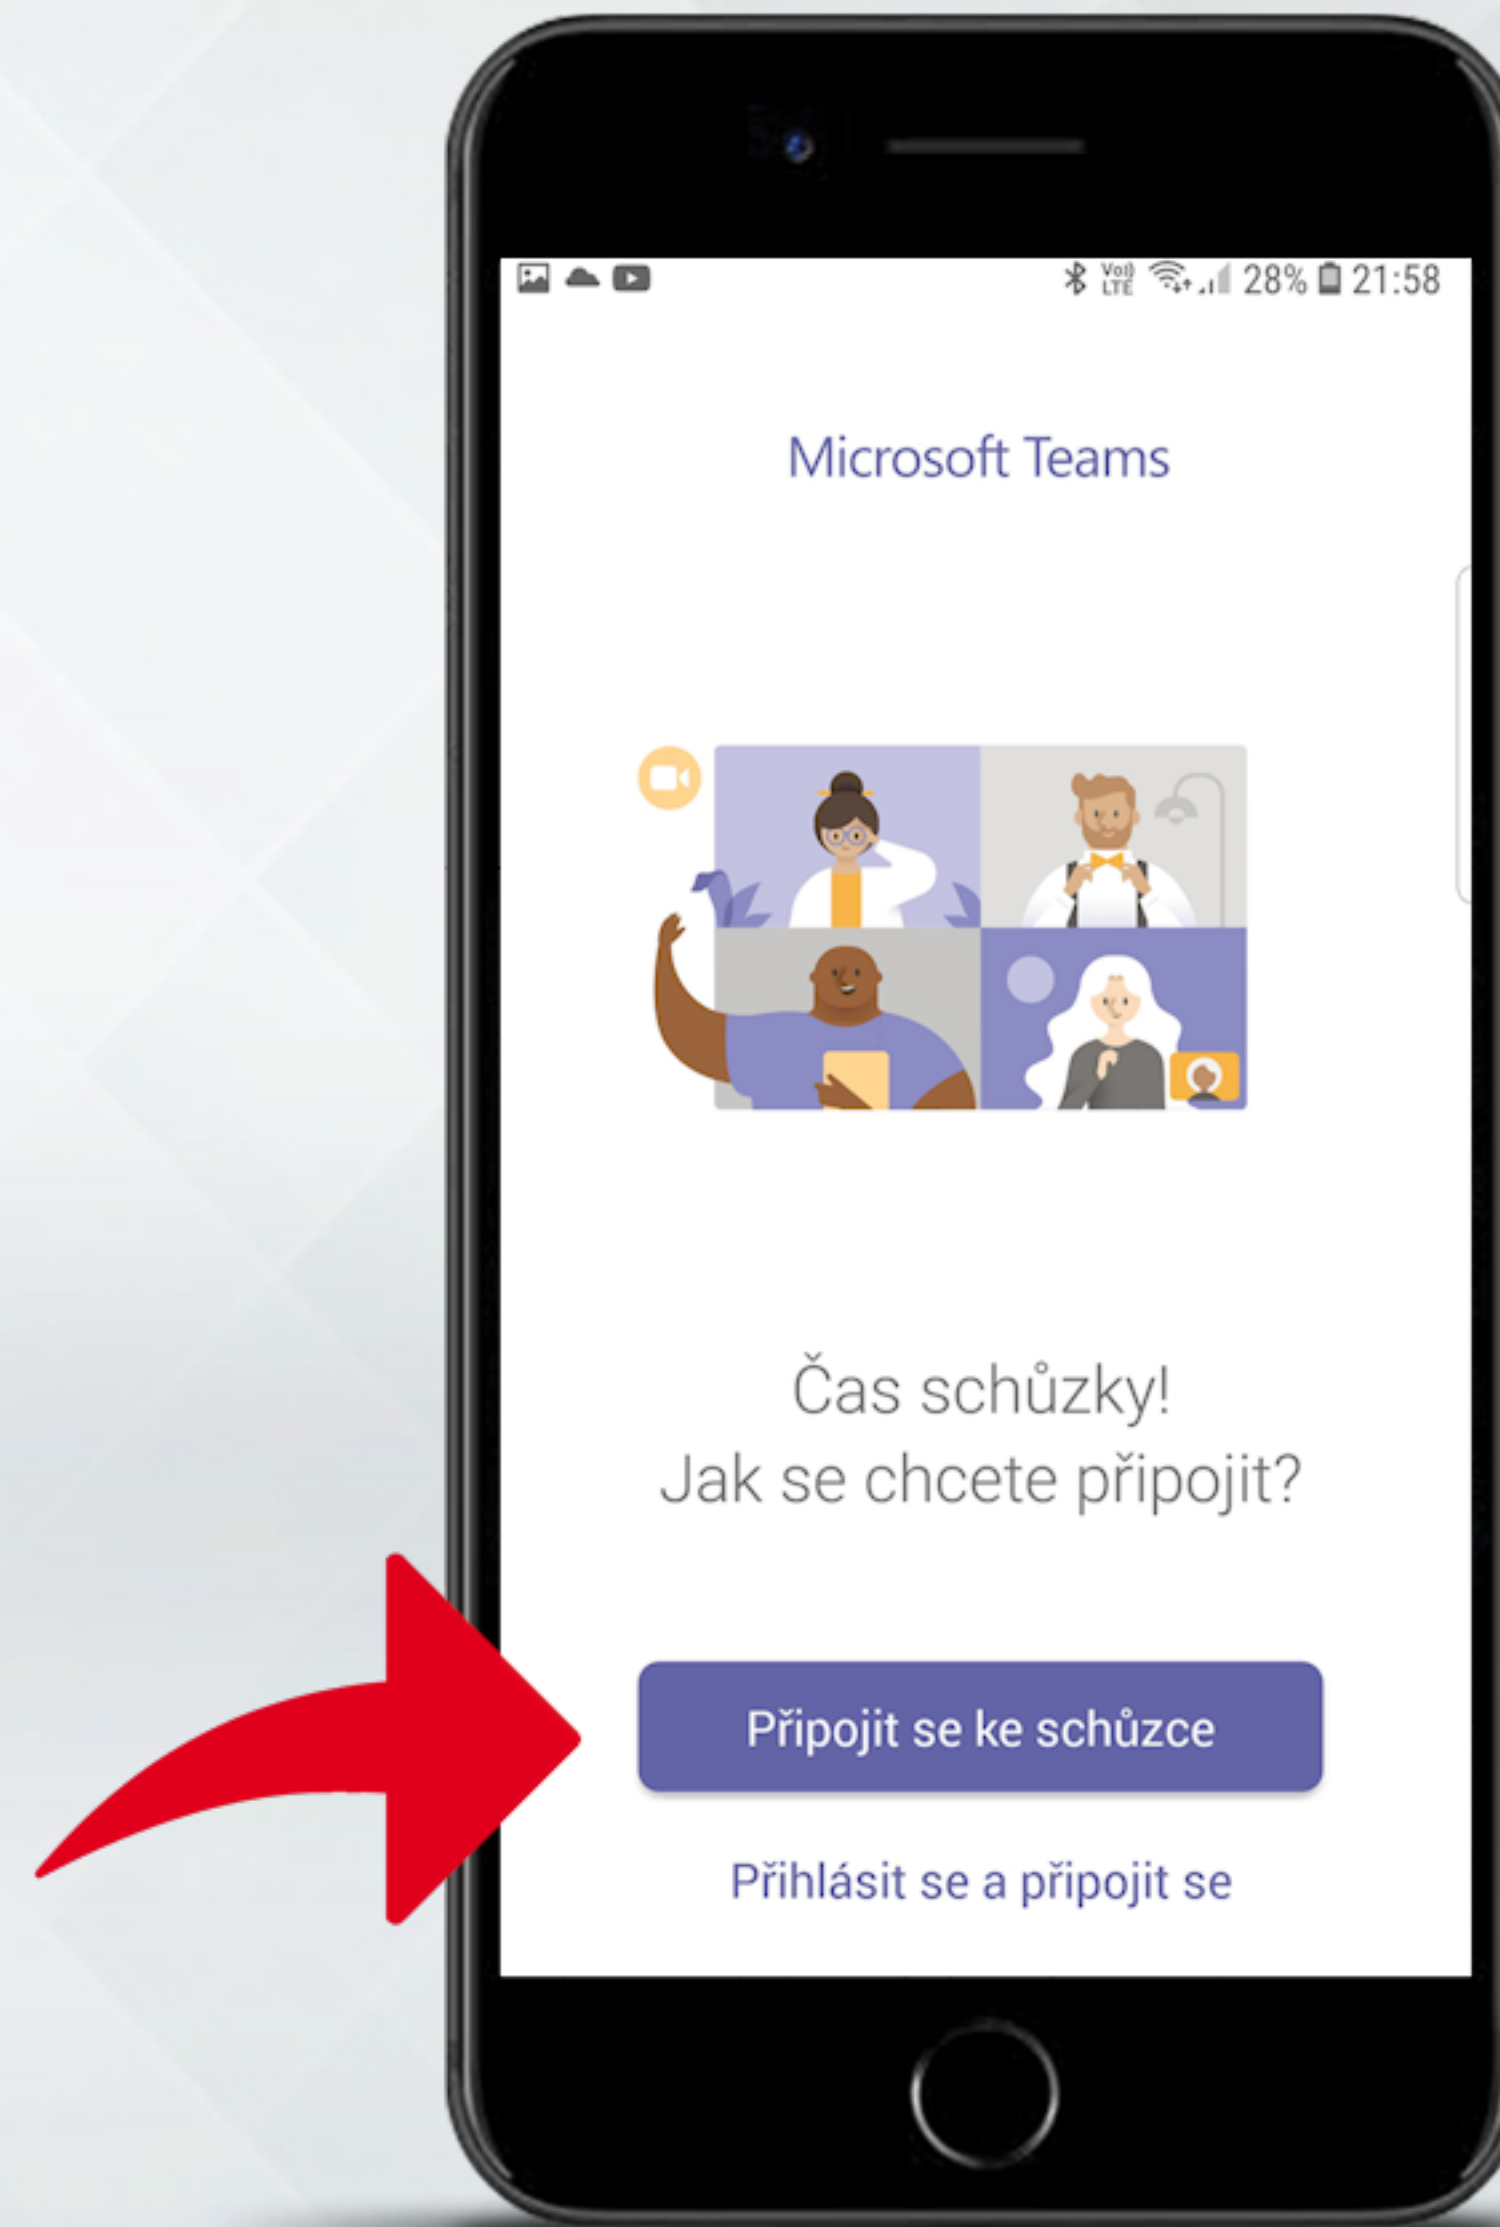 VoLTE 28% 21:58
Microsoft Teams
Čas schůzky!
Jak se chcete připojit?
Připojit se ke schůzce
Přihlásit se a připojit se